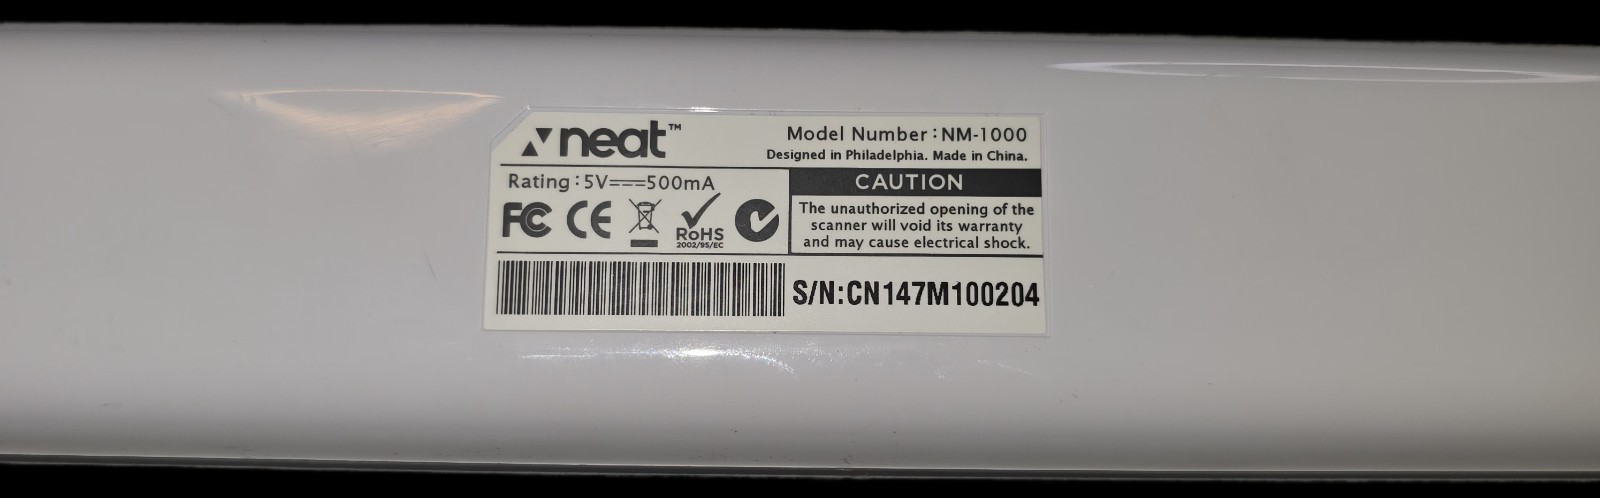 neat™
Model Number : NM-1000
Designed in Philadelphia. Made in China.
Rating : 5V⎓500mA
CAUTION
FC CE RoHS
2002/95/EC
The unauthorized opening of the
scanner will void its warranty
and may cause electrical shock.
S/N:CN147M100204